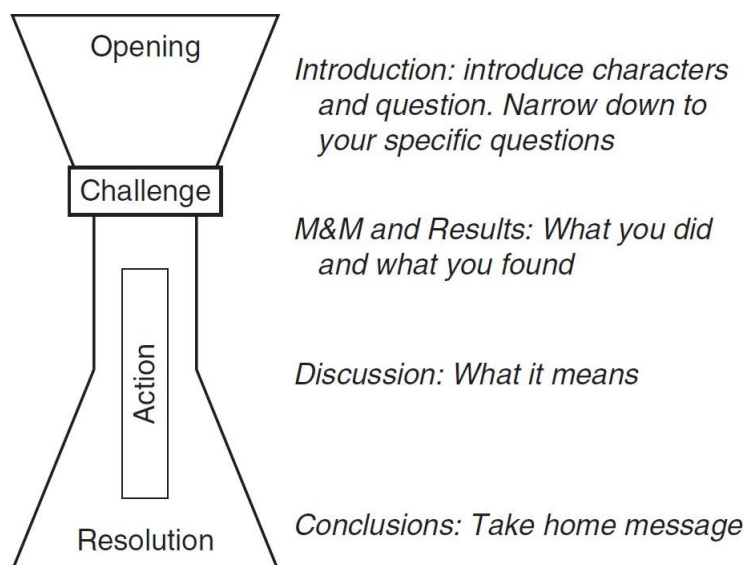 Opening
Introduction: introduce characters
and question. Narrow down to
your specific questions
Challenge
M&M and Results: What you did
and what you found
Action
Discussion: What it means
Resolution
Conclusions: Take home message